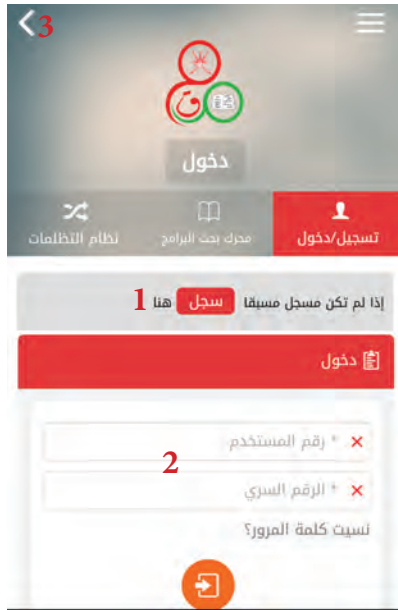 3
ق
دخول
تسجيل/دخول
محرك بحث البرامج
نظام التظلمات
إذا لم تكن مسجل مسبقا سجل هنا 1
دخول
* رقم المستخدم
2
* الرقم السري
نسيت كلمة المرور؟